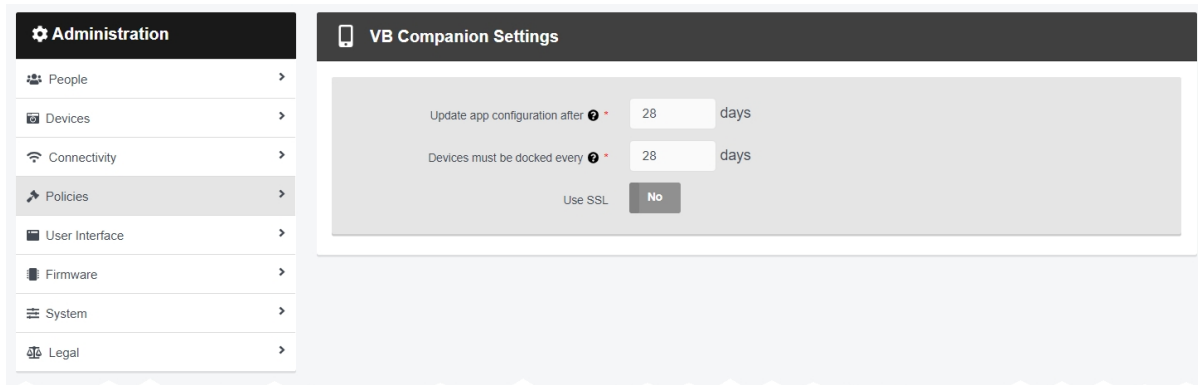 Administration
People
Devices
Connectivity
Policies
User Interface
Firmware
System
Legal
VB Companion Settings
Update app configuration after ? * 28 days
Devices must be docked every ? * 28 days
Use SSL No